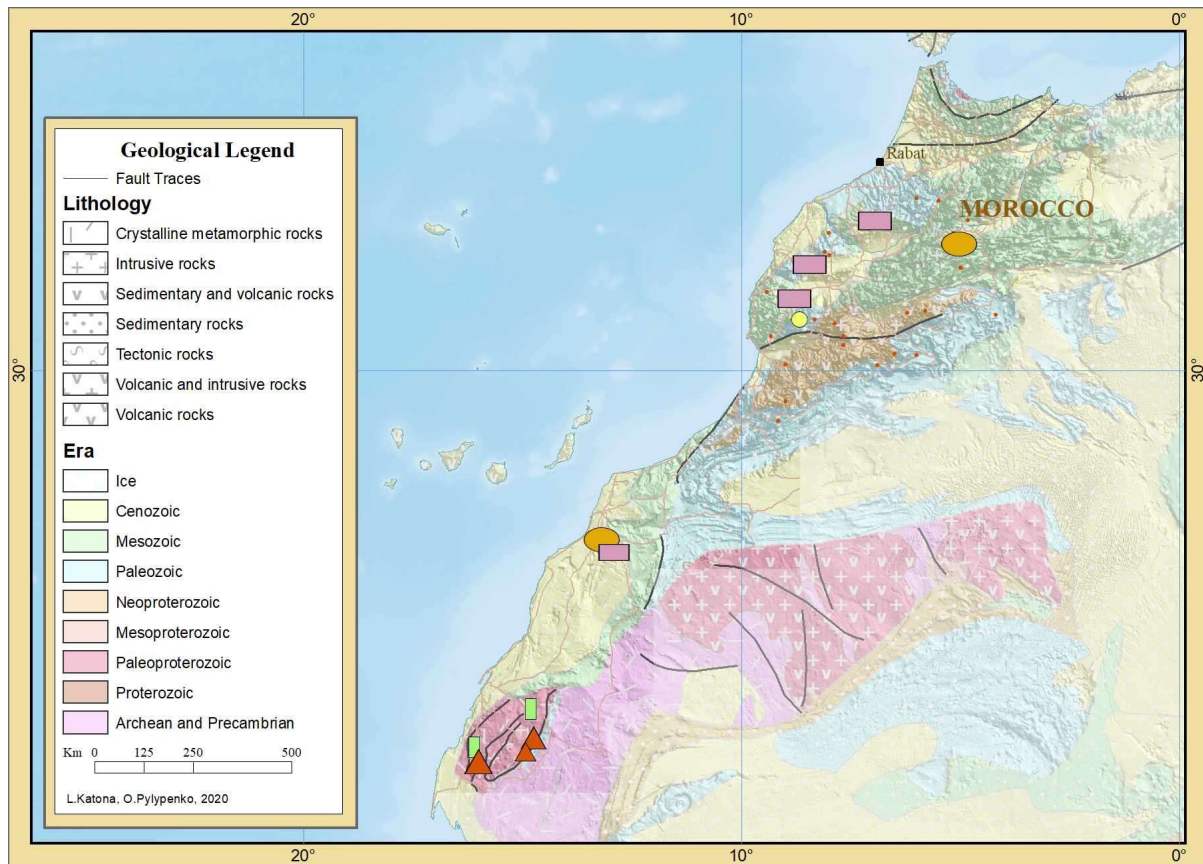 20°
10°
0°
Geological Legend
Fault Traces
Lithology
Crystalline metamorphic rocks
Intrusive rocks
Sedimentary and volcanic rocks
Sedimentary rocks
Tectonic rocks
Volcanic and intrusive rocks
Volcanic rocks
Era
Ice
Cenozoic
Mesozoic
Paleozoic
Neoproterozoic
Mesoproterozoic
Paleoproterozoic
Proterozoic
Archean and Precambrian
Km 0 125 250 500
L.Katona, O.Pylypenko, 2020
Rabat
MOROCCO
30°
30°
20°
10°
0°